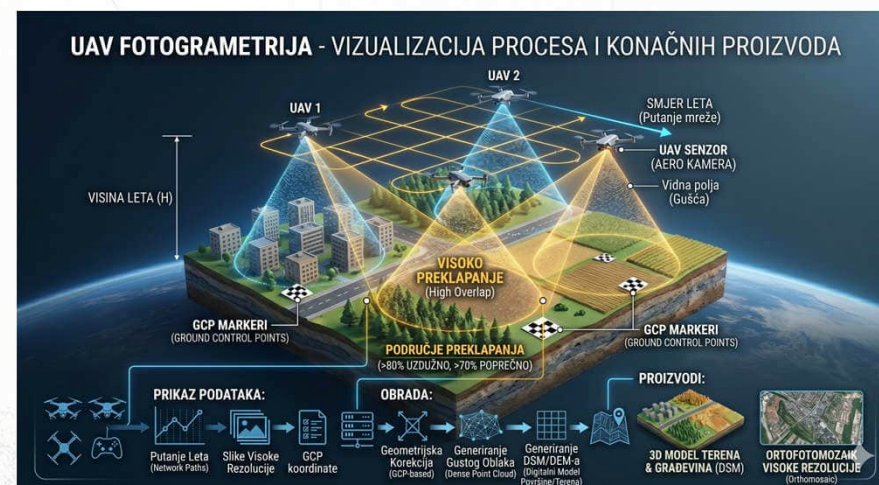 UAV FOTOGRAMETRIJA - VIZUALIZACIJA PROCESA I KONAČNIH PROIZVODA
UAV 1
UAV 2
SMJER LETA
(Putanje mreže)
UAV SENZOR
(AERO KAMERA)
Vidna polja
(Gušća)
VISINA LETA (H)
VISOKO
PREKLAPANJE
(High Overlap)
GCP MARKERI
(GROUND CONTROL POINTS)
GCP MARKERI
(GROUND CONTROL POINTS)
PODRUČJE PREKLAPANJA
(>80% UZDUŽNO, >70% POPREČNO)
PRIKAZ PODATAKA:
Putanje Leta
(Network Paths)
Slike Visoke
Rezolucije
GCP
koordinate
OBRADA:
Geometrijska
Korekcija
(GCP-based)
Generiranje
Gustog Oblaka
(Dense Point Cloud)
Generiranje
DSM/DEM-a
(Digitalni Model
Površine/Terena)
PROIZVODI:
3D MODEL TERENA
& GRAĐEVINA (DSM)
ORTOFOTOMOZAIK
VISOKE REZOLUCIJE
(Orthomosaic)